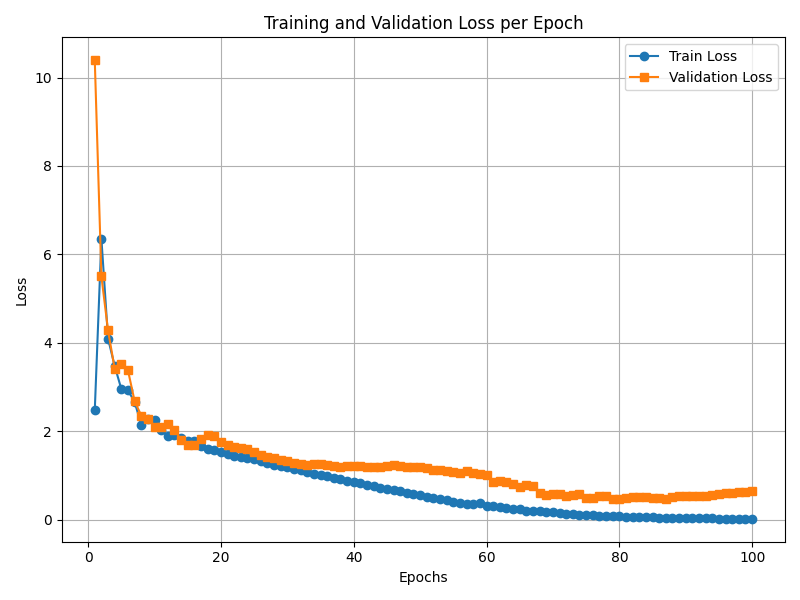 Training and Validation Loss per Epoch
Train Loss
Validation Loss
10
8
6
4
2
0
Loss
0 20 40 60 80 100
Epochs